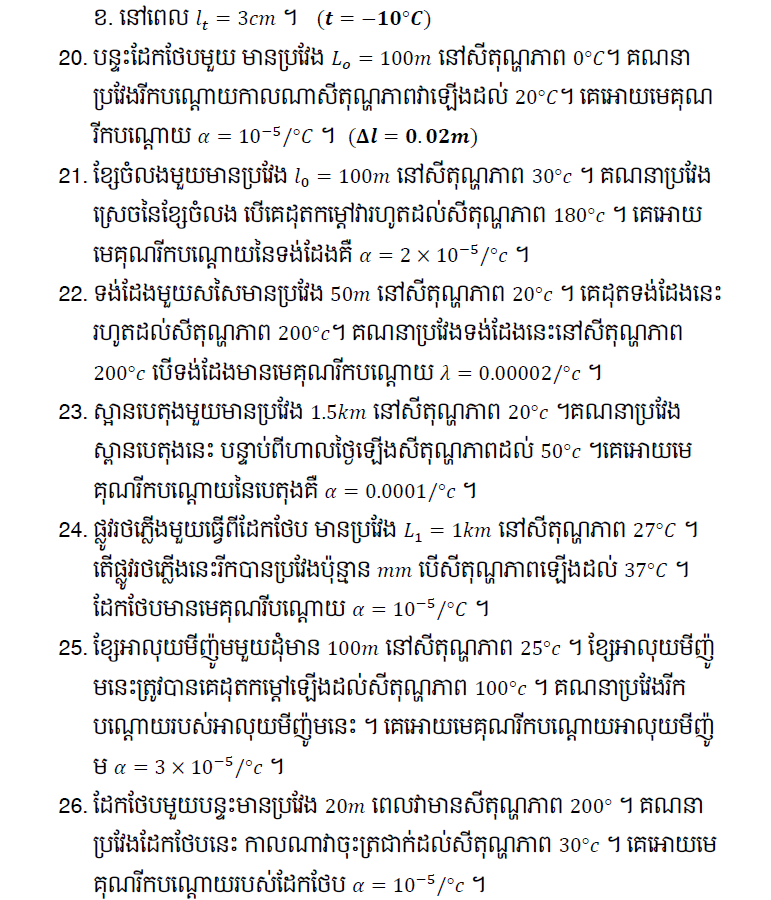 ខ. នៅពេល lₜ = 3cm ។ (t = −10°C)
20. បន្ទះដែកថែបមួយ មានប្រវែង Lₒ = 100m នៅសីតុណ្ហភាព 0°C។ គណនា
ប្រវែងរីកបណ្តោយកាលណាសីតុណ្ហភាពវាឡើងដល់ 20°C។ គេអោយមេគុណ
រីកបណ្តោយ α = 10⁻⁵/°C ។ (Δl = 0.02m)
21. ខ្សែចំលងមួយមានប្រវែង l₀ = 100m នៅសីតុណ្ហភាព 30°c ។ គណនាប្រវែង
ស្រេចនៃខ្សែចំលង បើគេដុតកម្តៅវារហូតដល់សីតុណ្ហភាព 180°c ។ គេអោយ
មេគុណរីកបណ្តោយនៃទង់ដែងគឺ α = 2 × 10⁻⁵/°c ។
22. ទង់ដែងមួយសសៃមានប្រវែង 50m នៅសីតុណ្ហភាព 20°c ។ គេដុតទង់ដែងនេះ
រហូតដល់សីតុណ្ហភាព 200°c។ គណនាប្រវែងទង់ដែងនេះនៅសីតុណ្ហភាព
200°c បើទង់ដែងមានមេគុណរីកបណ្តោយ λ = 0.00002/°c ។
23. ស្ពានបេតុងមួយមានប្រវែង 1.5km នៅសីតុណ្ហភាព 20°c ។គណនាប្រវែង
ស្ពានបេតុងនេះ បន្ទាប់ពីហាលថ្ងៃឡើងសីតុណ្ហភាពដល់ 50°c ។គេអោយមេ
គុណរីកបណ្តោយនៃបេតុងគឺ α = 0.0001/°c ។
24. ផ្លូវរថភ្លើងមួយធ្វើពីដែកថែប មានប្រវែង L₁ = 1km នៅសីតុណ្ហភាព 27°C ។
តើផ្លូវរថភ្លើងនេះរីកបានប្រវែងប៉ុន្មាន mm បើសីតុណ្ហភាពឡើងដល់ 37°C ។
ដែកថែបមានមេគុណរីបណ្តោយ α = 10⁻⁵/°C ។
25. ខ្សែអាលុយមីញ៉ូមមួយដុំមាន 100m នៅសីតុណ្ហភាព 25°c ។ ខ្សែអាលុយមីញ៉ូ
មនេះត្រូវបានគេដុតកម្តៅឡើងដល់សីតុណ្ហភាព 100°c ។ គណនាប្រវែងរីក
បណ្តោយរបស់អាលុយមីញ៉ូមនេះ ។ គេអោយមេគុណរីកបណ្តោយអាលុយមីញ៉ូ
ម α = 3 × 10⁻⁵/°c ។
26. ដែកថែបមួយបន្ទះមានប្រវែង 20m ពេលវាមានសីតុណ្ហភាព 200° ។ គណនា
ប្រវែងដែកថែបនេះ កាលណាវាចុះត្រជាក់ដល់សីតុណ្ហភាព 30°c ។ គេអោយមេ
គុណរីកបណ្តោយរបស់ដែកថែប α = 10⁻⁵/°c ។